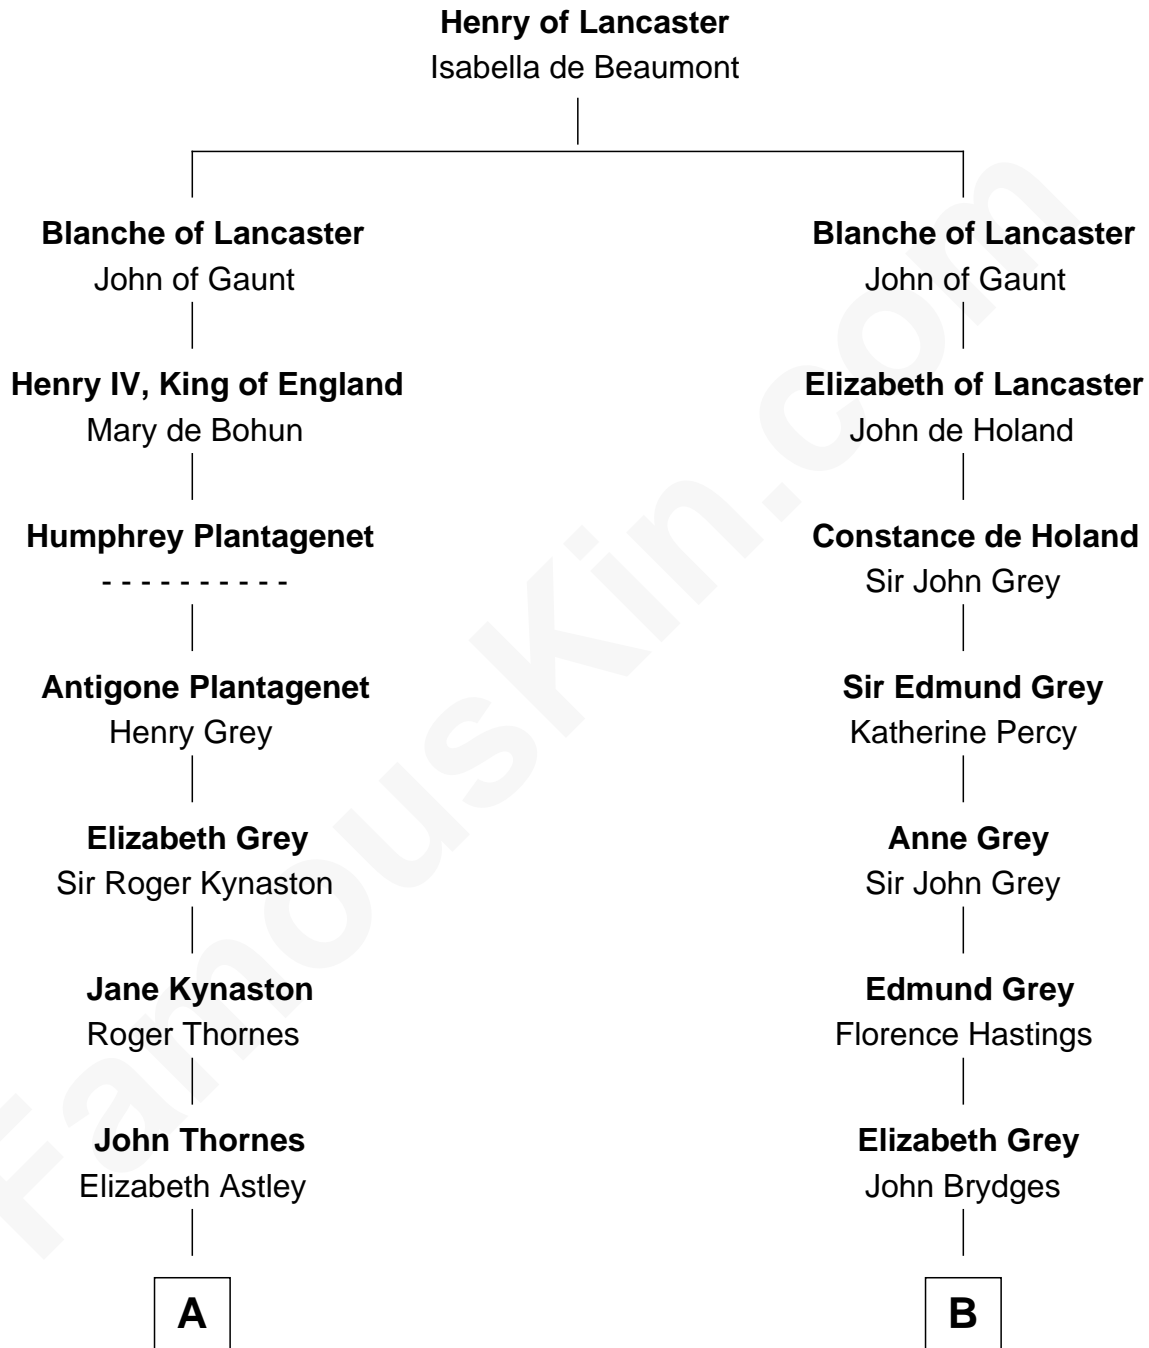 Henry of Lancaster
Isabella de Beaumont
Blanche of Lancaster
John of Gaunt
Henry IV, King of England
Mary de Bohun
Humphrey Plantagenet
- - - - - - - - - -
Antigone Plantagenet
Henry Grey
Elizabeth Grey
Sir Roger Kynaston
Jane Kynaston
Roger Thornes
John Thornes
Elizabeth Astley
A
Blanche of Lancaster
John of Gaunt
Elizabeth of Lancaster
John de Holand
Constance de Holand
Sir John Grey
Sir Edmund Grey
Katherine Percy
Anne Grey
Sir John Grey
Edmund Grey
Florence Hastings
Elizabeth Grey
John Brydges
B
FamousKin.com